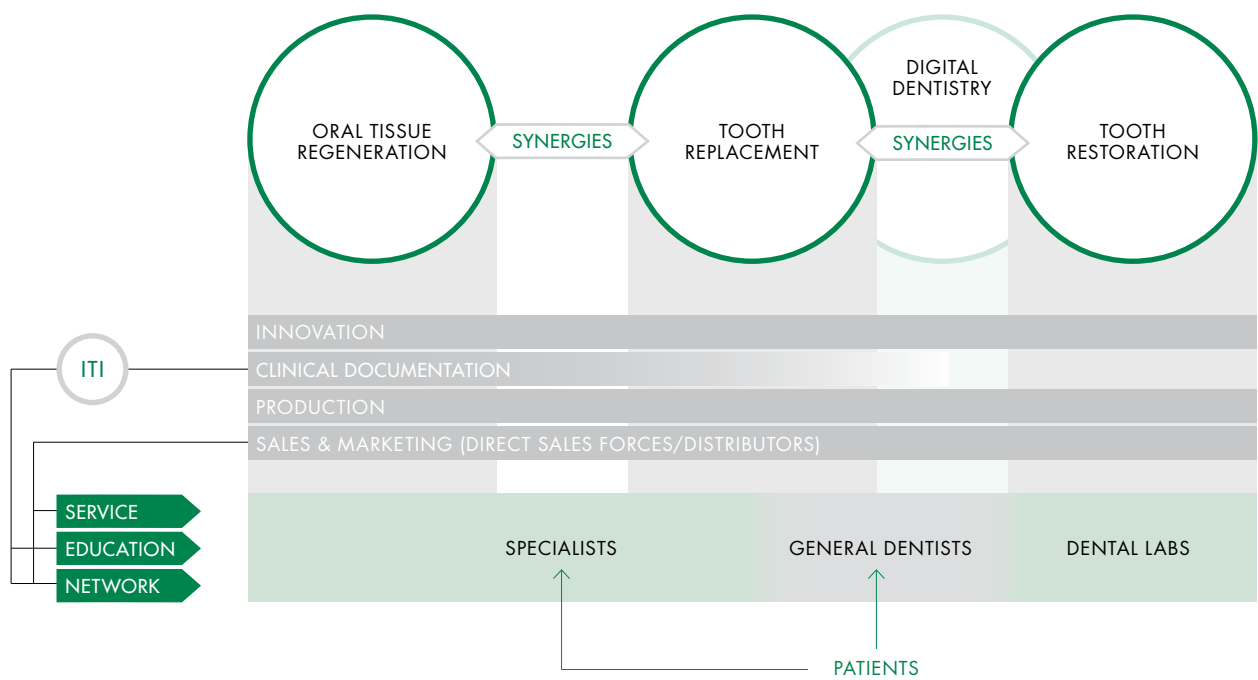 ORAL TISSUE
REGENERATION
SYNERGIES
TOOTH
REPLACEMENT
DIGITAL
DENTISTRY
SYNERGIES
TOOTH
RESTORATION
INNOVATION
ITI
CLINICAL DOCUMENTATION
PRODUCTION
SALES & MARKETING (DIRECT SALES FORCES/DISTRIBUTORS)
SERVICE
EDUCATION
NETWORK
SPECIALISTS
GENERAL DENTISTS
DENTAL LABS
PATIENTS